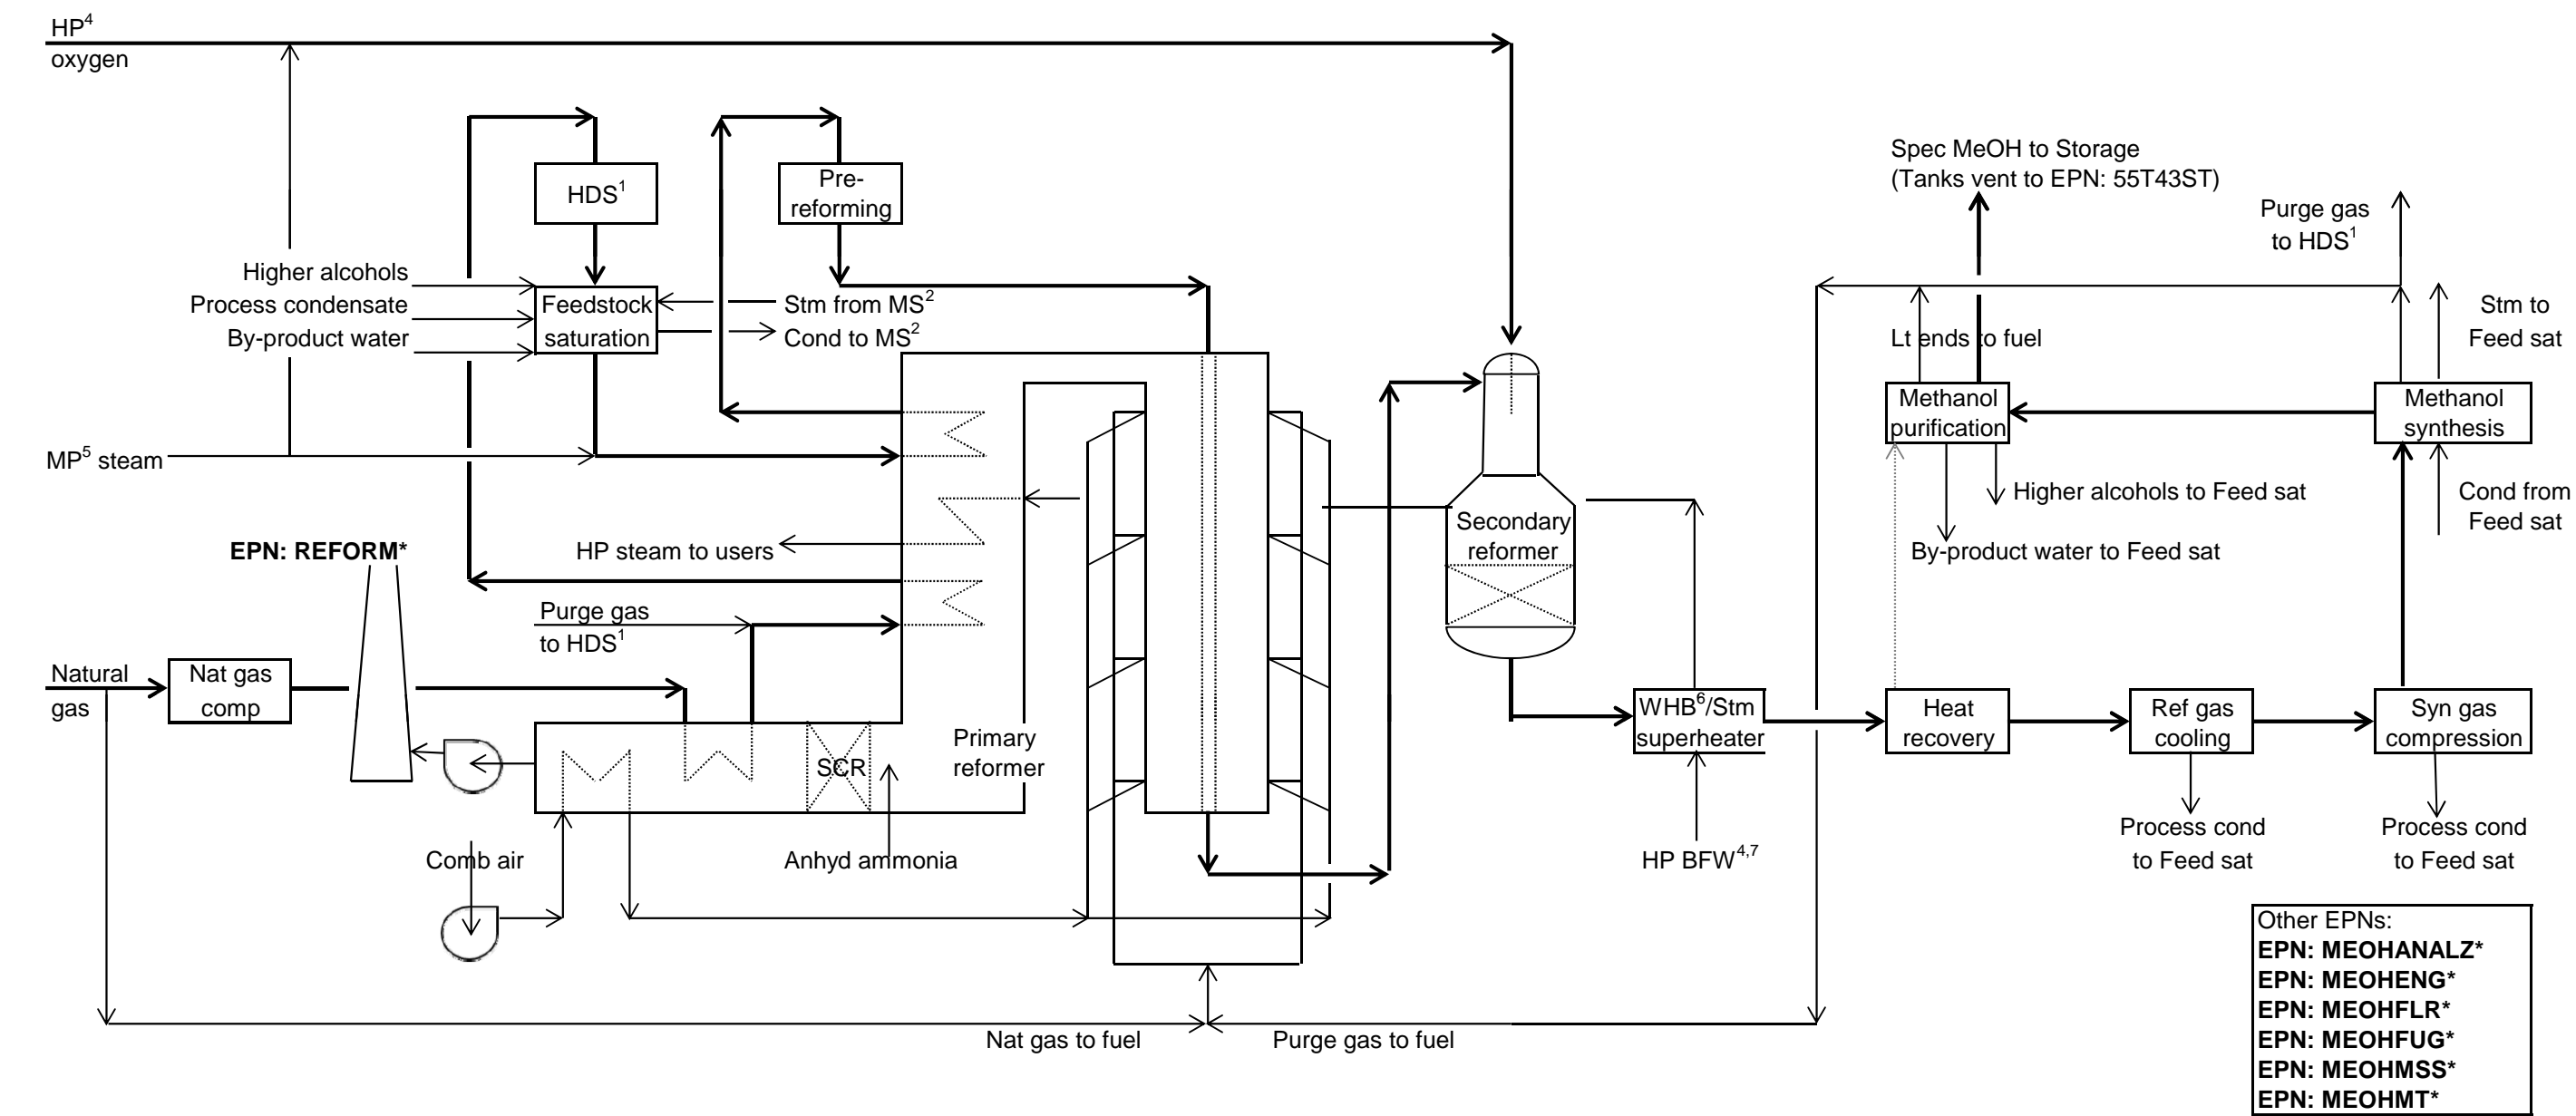 HP4
oxygen
Spec MeOH to Storage
(Tanks vent to EPN: 55T43ST)
HDS1
Pre-
reforming
Purge gas
to HDS1
Higher alcohols
Process condensate
By-product water
Feedstock
saturation
Stm from MS2
Cond to MS2
Lt ends to fuel
Stm to
Feed sat
Methanol
purification
Methanol
synthesis
MP5 steam
Higher alcohols to Feed sat
Cond from
Feed sat
Secondary
reformer
EPN: REFORM*
HP steam to users
By-product water to Feed sat
Purge gas
to HDS1
Natural
gas
Nat gas
comp
Primary
reformer
SCR
WHB6/Stm
superheater
Heat
recovery
Ref gas
cooling
Syn gas
compression
Comb air
Anhyd ammonia
HP BFW4,7
Process cond
to Feed sat
Process cond
to Feed sat
Nat gas to fuel
Purge gas to fuel
Other EPNs:
EPN: MEOHANALZ*
EPN: MEOHENG*
EPN: MEOHFLR*
EPN: MEOHFUG*
EPN: MEOHMSS*
EPN: MEOHMT*